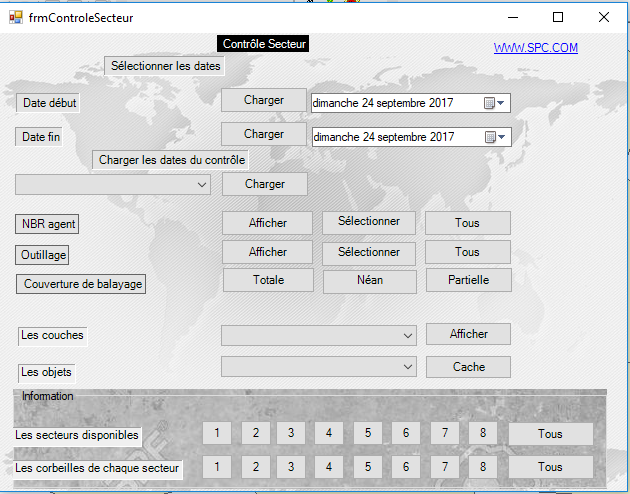 frmControleSecteur
Contrôle Secteur
WWW.SPC.COM
Sélectionner les dates
Date début Charger dimanche 24 septembre 2017
Date fin Charger dimanche 24 septembre 2017
Charger les dates du contrôle
Charger
NBR agent Afficher Sélectionner Tous
Outillage Afficher Sélectionner Tous
Couverture de balayage Totale Néan Partielle
Les couches Afficher
Les objets Cache
Information
Les secteurs disponibles 1 2 3 4 5 6 7 8 Tous
Les corbeilles de chaque secteur 1 2 3 4 5 6 7 8 Tous